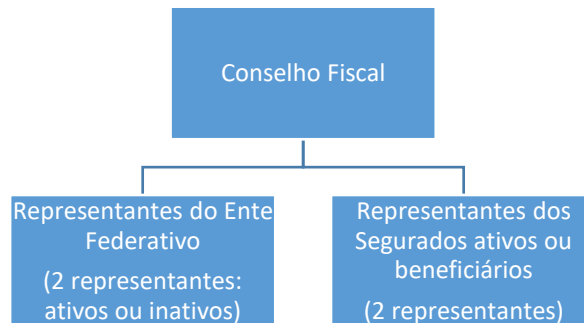 Conselho Fiscal
Representantes do Ente
Federativo
(2 representantes:
ativos ou inativos)
Representantes dos
Segurados ativos ou
beneficiários
(2 representantes)